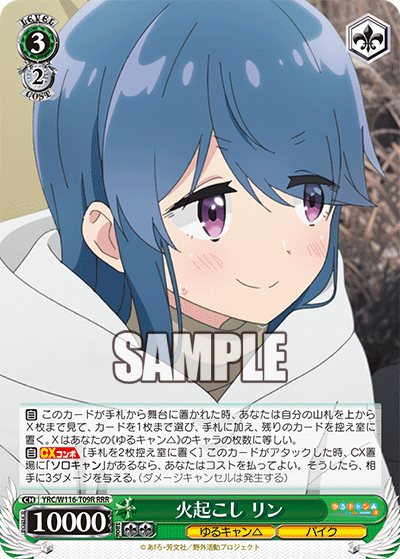 LEVEL
3
2
COST
SAMPLE
自 このカードが手札から舞台に置かれた時、あなたは自分の山札を上から
X枚まで見て、カードを1枚まで選び、手札に加え、残りのカードを控え室に
置く。Xはあなたの《ゆるキャン△》のキャラの枚数に等しい。
自 CXコンボ [手札を2枚控え室に置く] このカードがアタックした時、CX置
場に「ソロキャン」があるなら、あなたはコストを払ってよい。そうしたら、相
手に3ダメージを与える。（ダメージキャンセルは発生する）
CH YRC/W116-T09R RRR
10000
火起こし リン
ゆるキャン△
ゆるキャン△ バイク
©あfろ・芳文社／野外活動プロジェクト